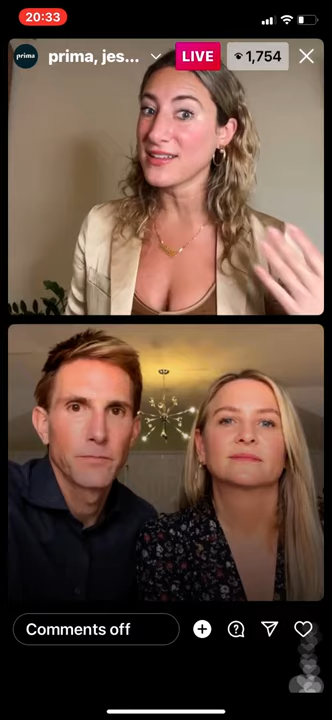 20:33
prima
prima, jes...
LIVE
1,754
Comments off